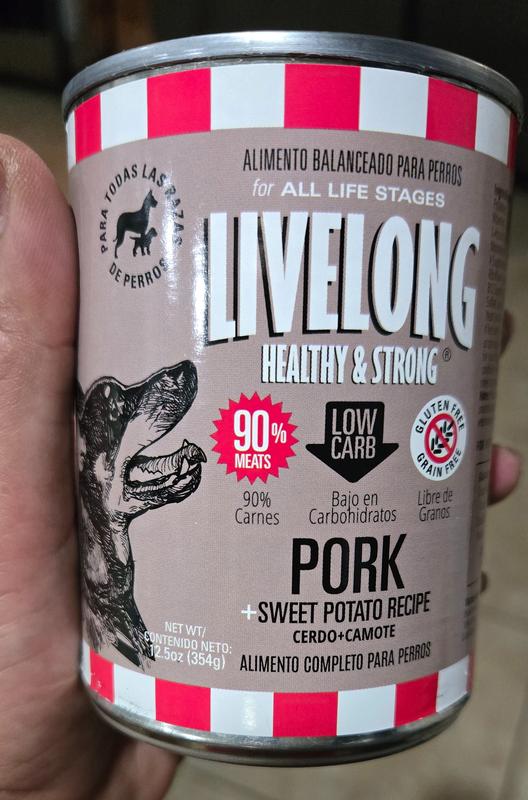 PARA TODAS LAS RAZAS
DE PERROS
ALIMENTO BALANCEADO PARA PERROS
for ALL LIFE STAGES
LIVELONG
HEALTHY & STRONG®
90%
MEATS
90%
Carnes
LOW
CARB
Bajo en
Carbohidratos
GLUTEN FREE
GRAIN FREE
Libre de
Granos
PORK
+SWEET POTATO RECIPE
CERDO+CAMOTE
NET WT/
CONTENIDO NETO:
12.5oz (354g)
ALIMENTO COMPLETO PARA PERROS